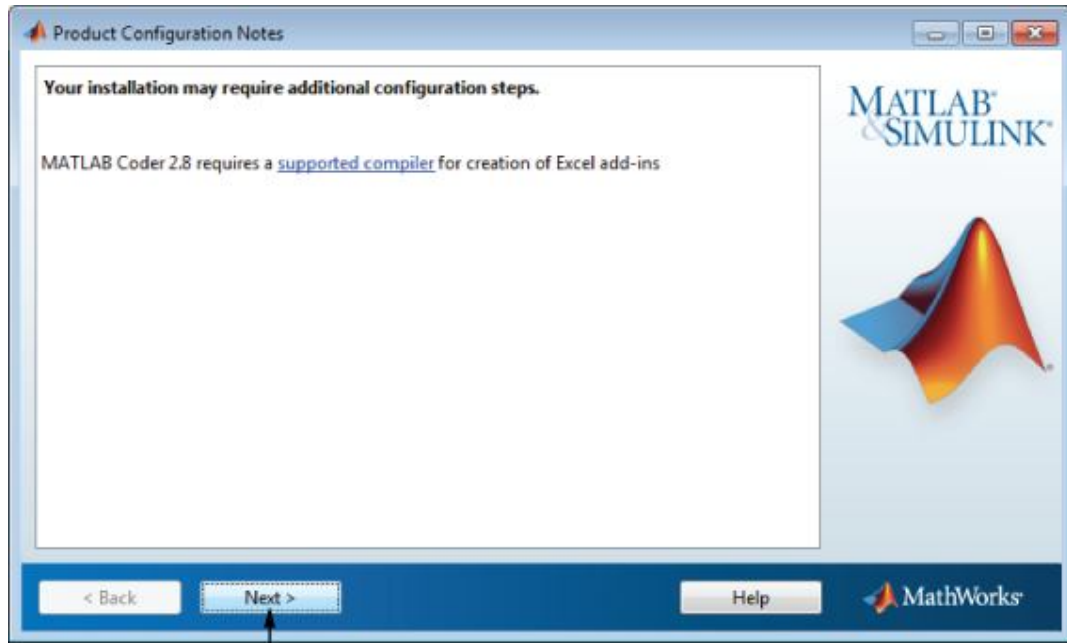 Product Configuration Notes
Your installation may require additional configuration steps.
MATLAB Coder 2.8 requires a supported compiler for creation of Excel add-ins
MATLAB®
&SIMULINK®
®
< Back
Next >
Help
MathWorks®